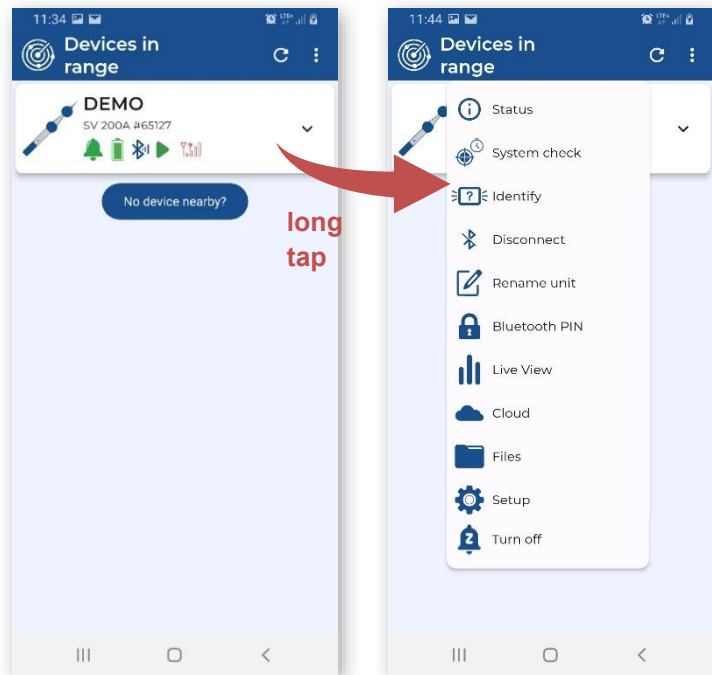 11:34
Devices in
range
DEMO
SV 200A #65127
No device nearby?
long
tap
11:44
Devices in
range
Status
System check
? Identify
Disconnect
Rename unit
Bluetooth PIN
Live View
Cloud
Files
Setup
Z Turn off